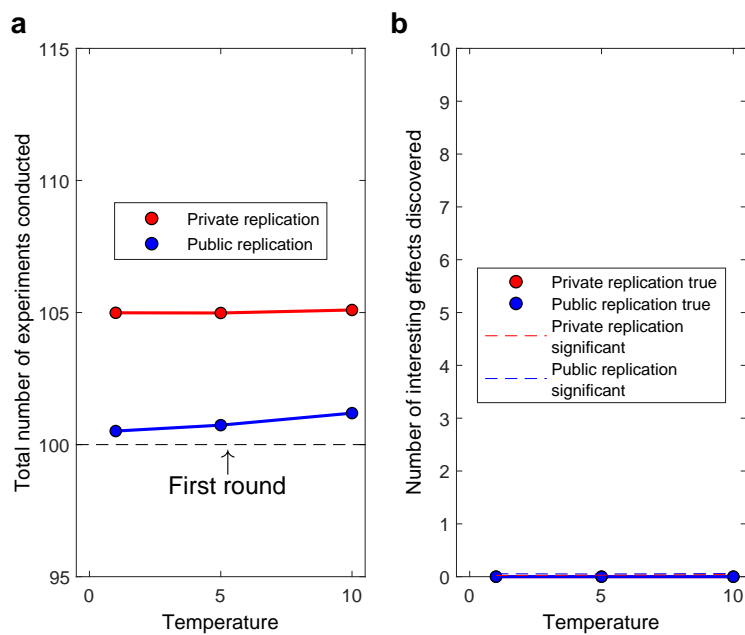 a
Total number of experiments conducted
115
110
105
100
95
Private replication
Public replication
First round
0
5
10
Temperature
b
Number of interesting effects discovered
10
9
8
7
6
5
4
3
2
1
0
Private replication true
Public replication true
Private replication
significant
Public replication
significant
0
5
10
Temperature